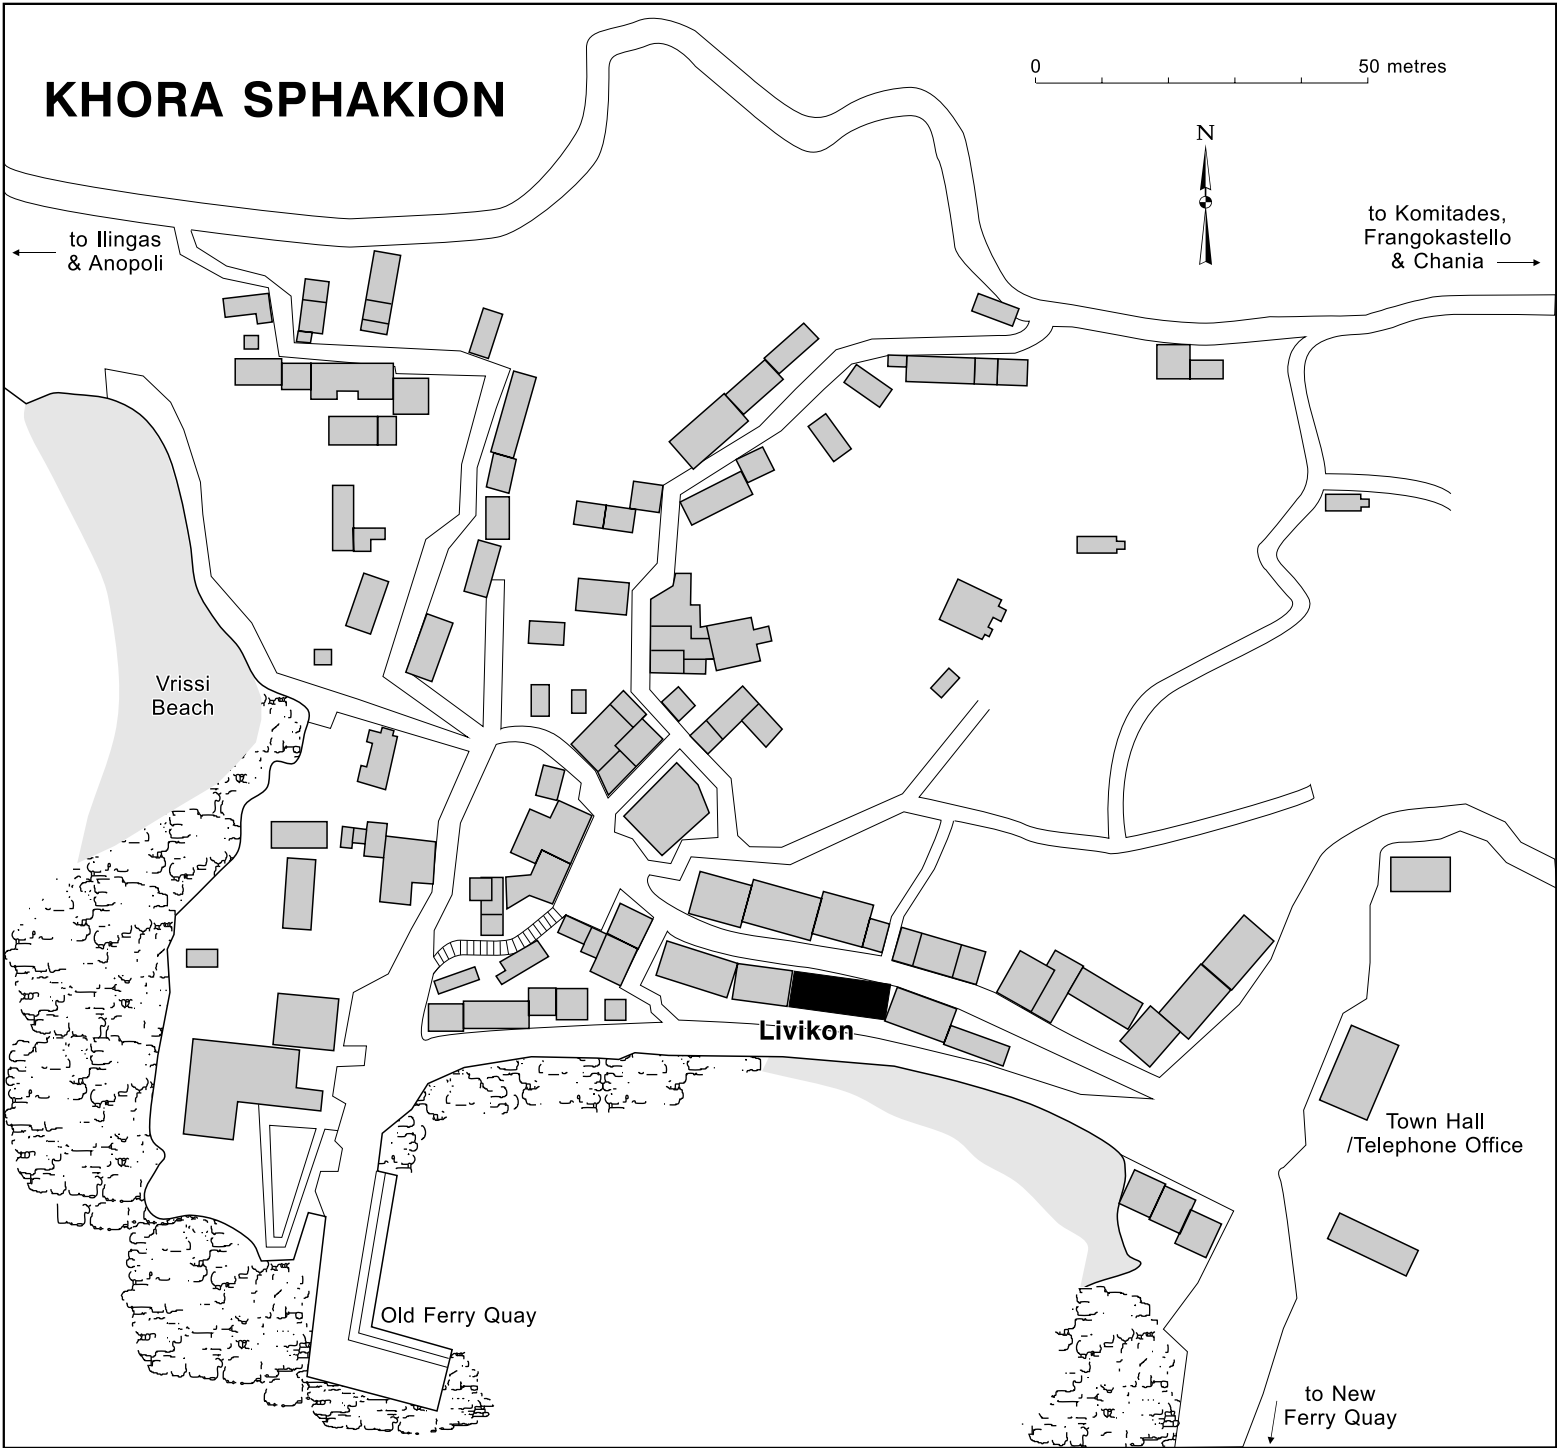 KHORA SPHAKION
0 50 metres
N
to Ilingas
& Anopoli
to Komitades,
Frangokastello
& Chania
Vrissi
Beach
Livikon
Town Hall
/Telephone Office
Old Ferry Quay
to New
Ferry Quay